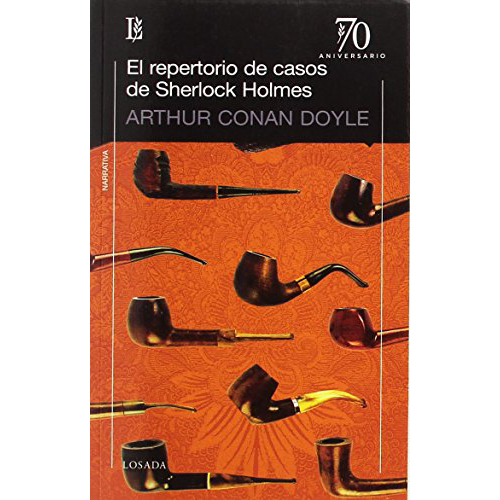 70
ANIVERSARIO
El repertorio de casos
de Sherlock Holmes
ARTHUR CONAN DOYLE
NARRATIVA
LOSADA